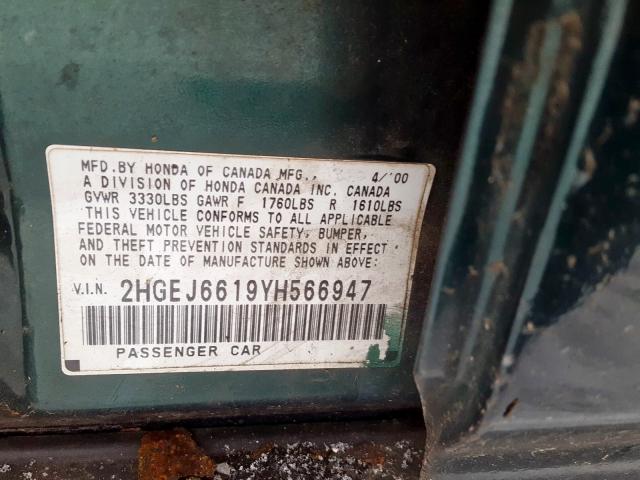 MFD. BY HONDA OF CANADA MFG., 4/'00
A DIVISION OF HONDA CANADA INC. CANADA
GVWR 3330LBS GAWR F 1760LBS R 1610LBS
THIS VEHICLE CONFORMS TO ALL APPLICABLE
FEDERAL MOTOR VEHICLE SAFETY, BUMPER,
AND THEFT PREVENTION STANDARDS IN EFFECT
ON THE DATE OF MANUFACTURE SHOWN ABOVE:
V.I.N. 2HGEJ6619YH566947
PASSENGER CAR